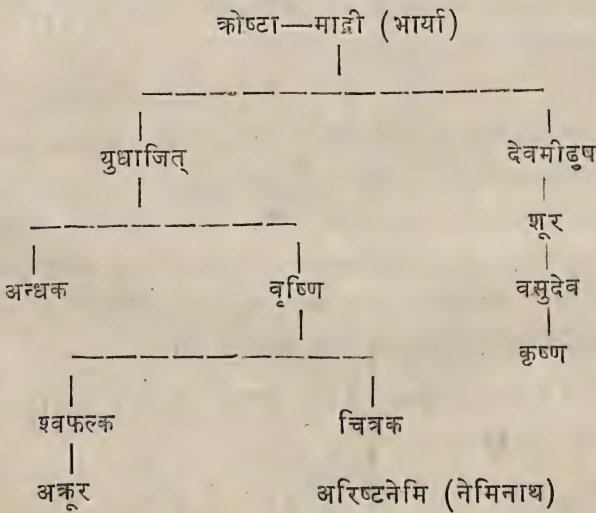 क्रोष्टा—माद्री (भार्या)
युधाजित् देवमीढुष
शूर
अन्धक वृष्णि वसुदेव
कृष्ण
श्वफल्क चित्रक
अक्रूर अरिष्टनेमि (नेमिनाथ)